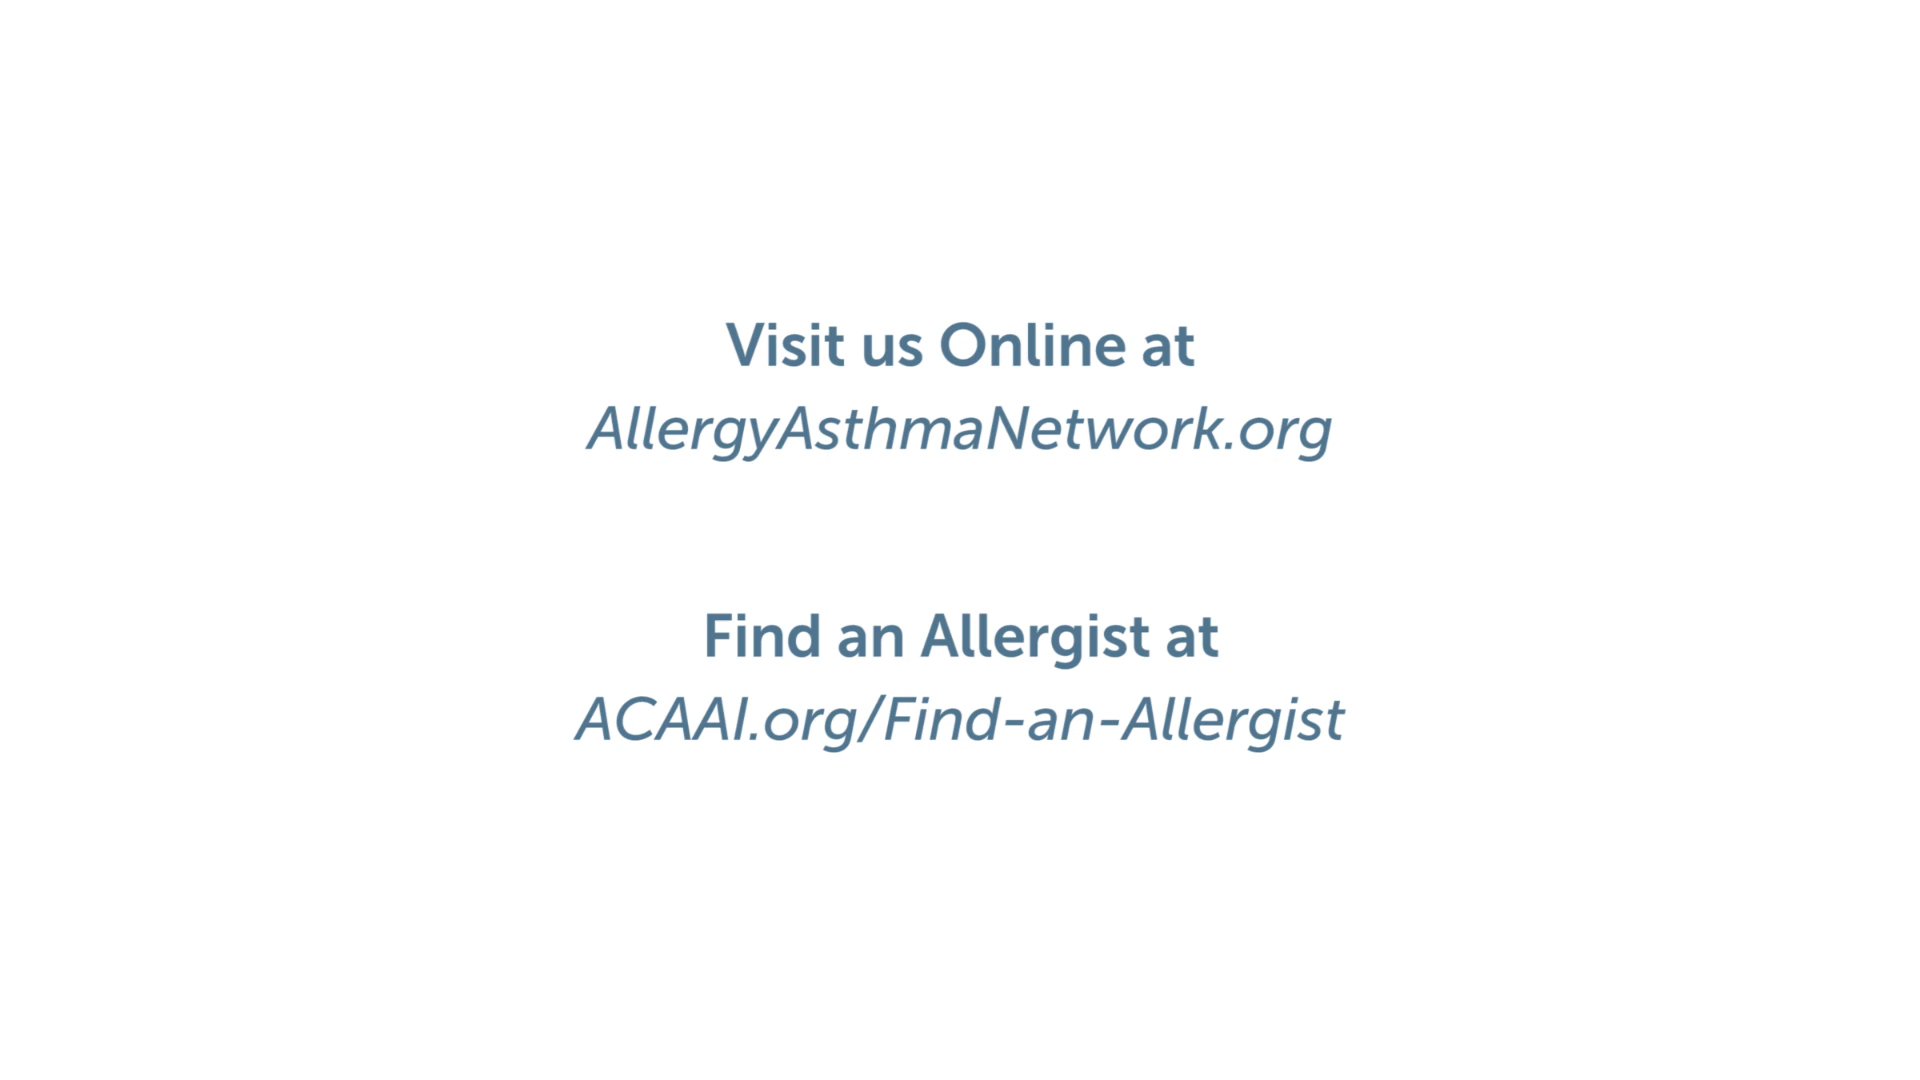 Visit us Online at
AllergyAsthmaNetwork.org
Find an Allergist at
ACAAI.org/Find-an-Allergist